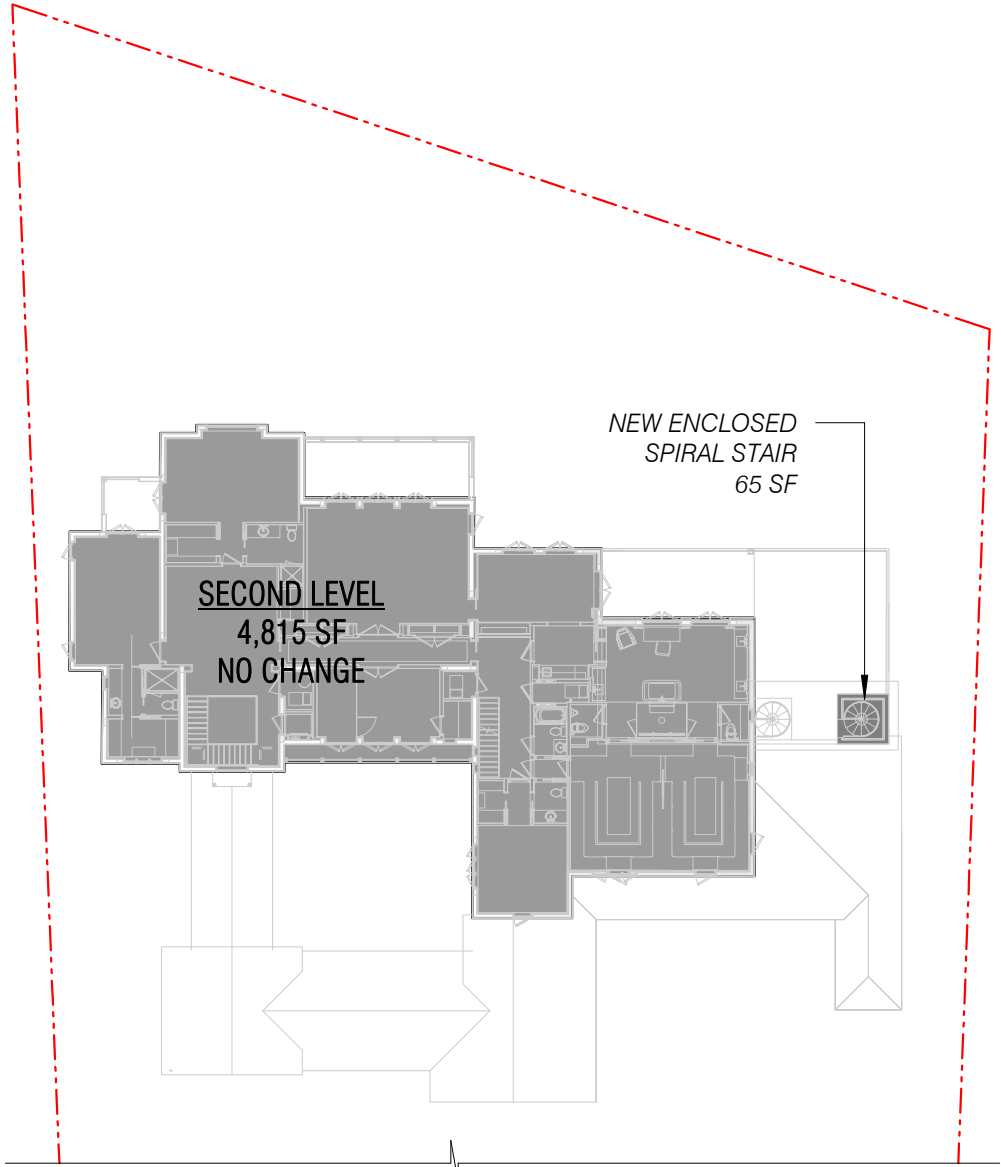 NEW ENCLOSED
SPIRAL STAIR
65 SF
SECOND LEVEL
4,815 SF
NO CHANGE